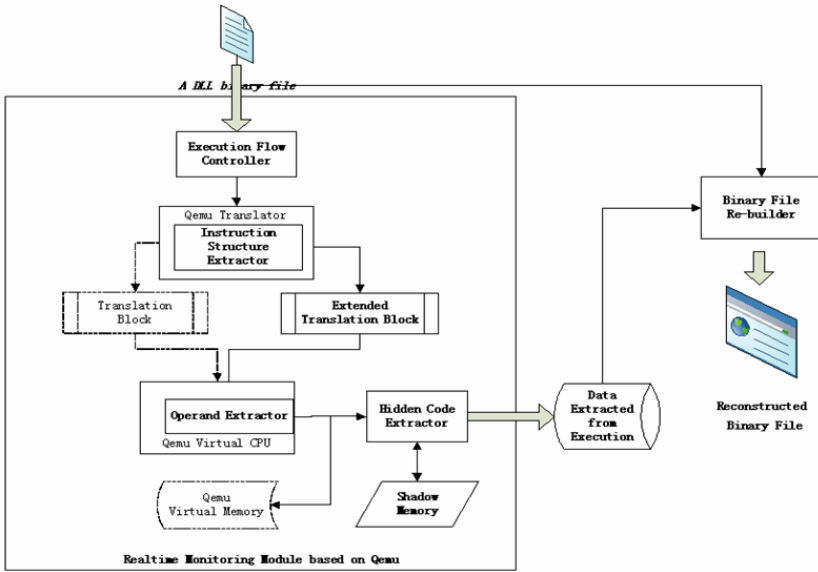 A DLL binary file
Execution Flow
Controller
Qemu Translator
Instruction
Structure
Extractor
Translation
Block
Extended
Translation Block
Operand Extractor
Qemu Virtual CPU
Hidden Code
Extractor
Qemu
Virtual Memory
Shadow
Memory
Realtime Monitoring Module based on Qemu
Data
Extracted
from
Execution
Binary File
Re-builder
Reconstructed
Binary File